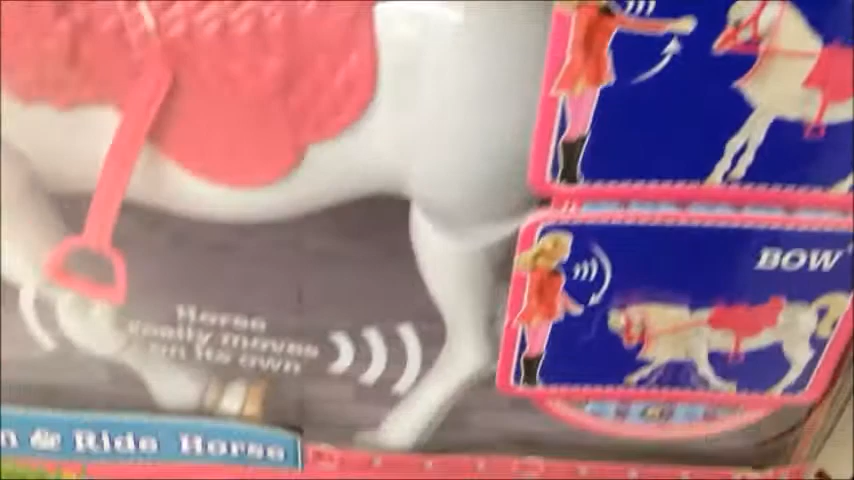 BOW
Horse
really moves
on its own
n & Ride Horse